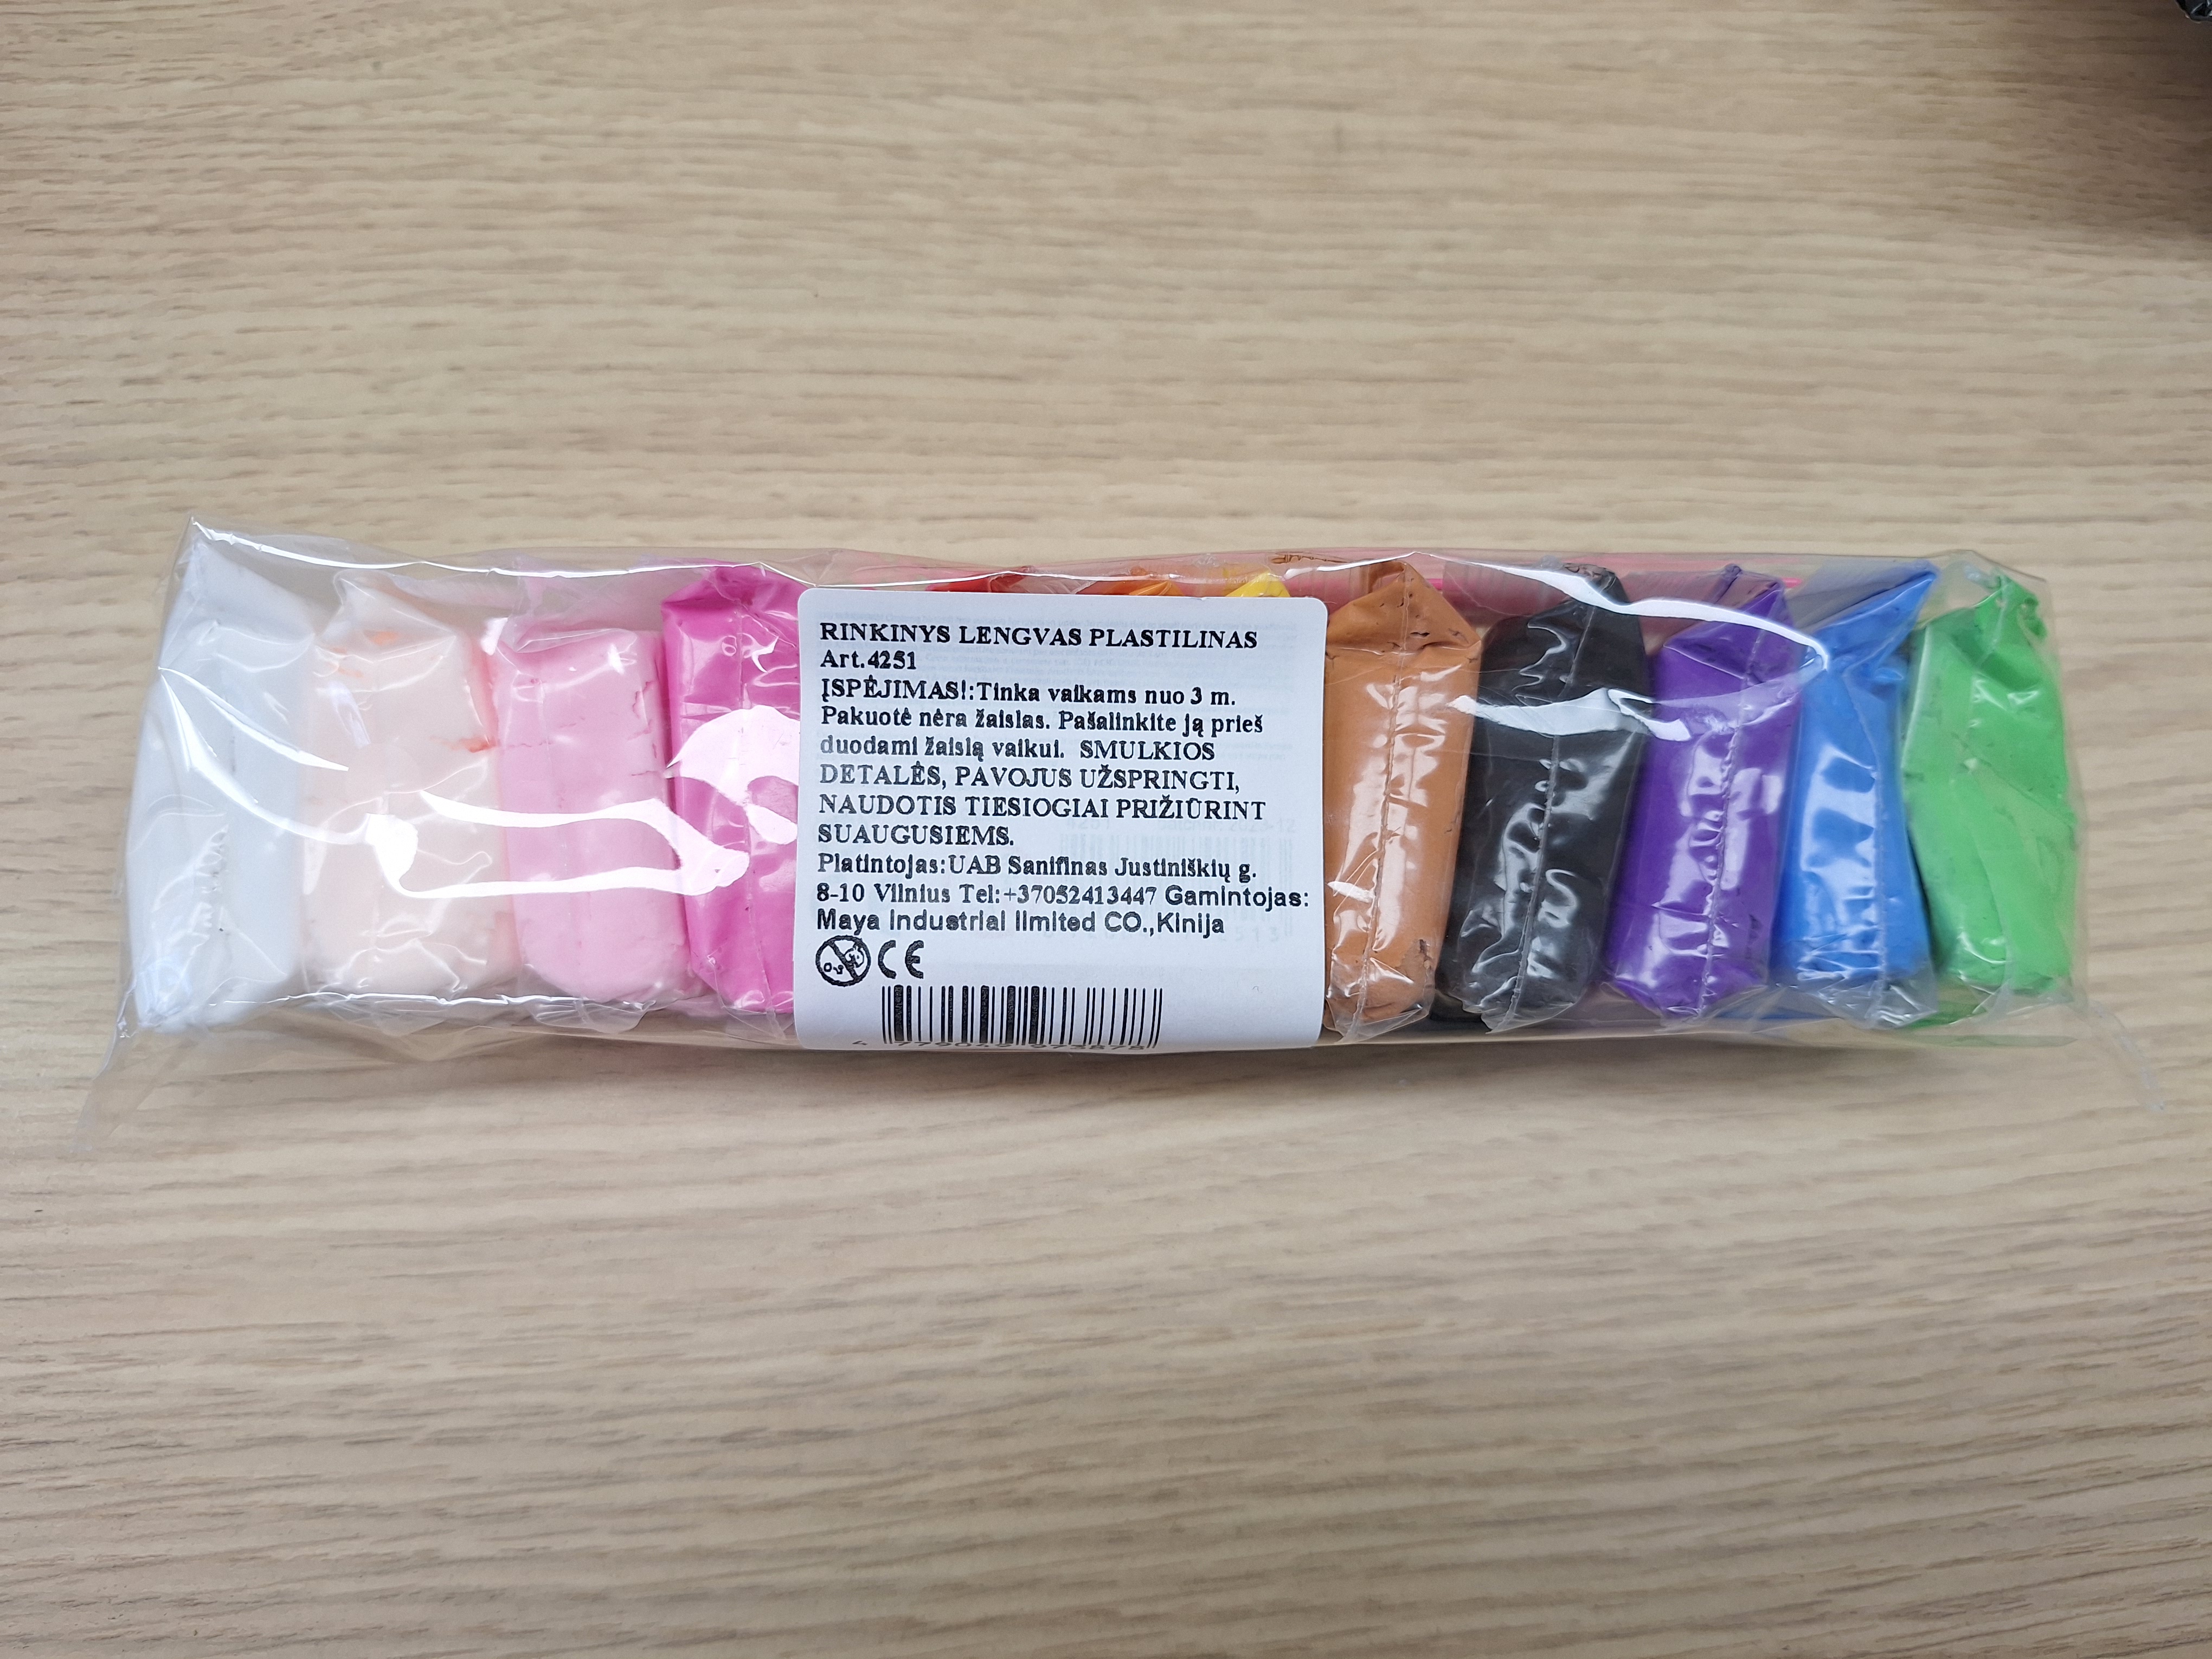 RINKINYS LENGVAS PLASTILINAS
Art.4251
ĮSPĖJIMAS!:Tinka vaikams nuo 3 m.
Pakuotė nėra žaislas. Pašalinkite ją prieš
duodami žaislą vaikui. SMULKIOS
DETALĖS, PAVOJUS UŽSPRINGTI,
NAUDOTIS TIESIOGIAI PRIŽIŪRINT
SUAUGUSIEMS.
Platintojas:UAB Sanifinas Justiniškių g.
8-10 Vilnius Tel:+37052413447 Gamintojas:
Maya industrial limited CO.,Kinija
CE